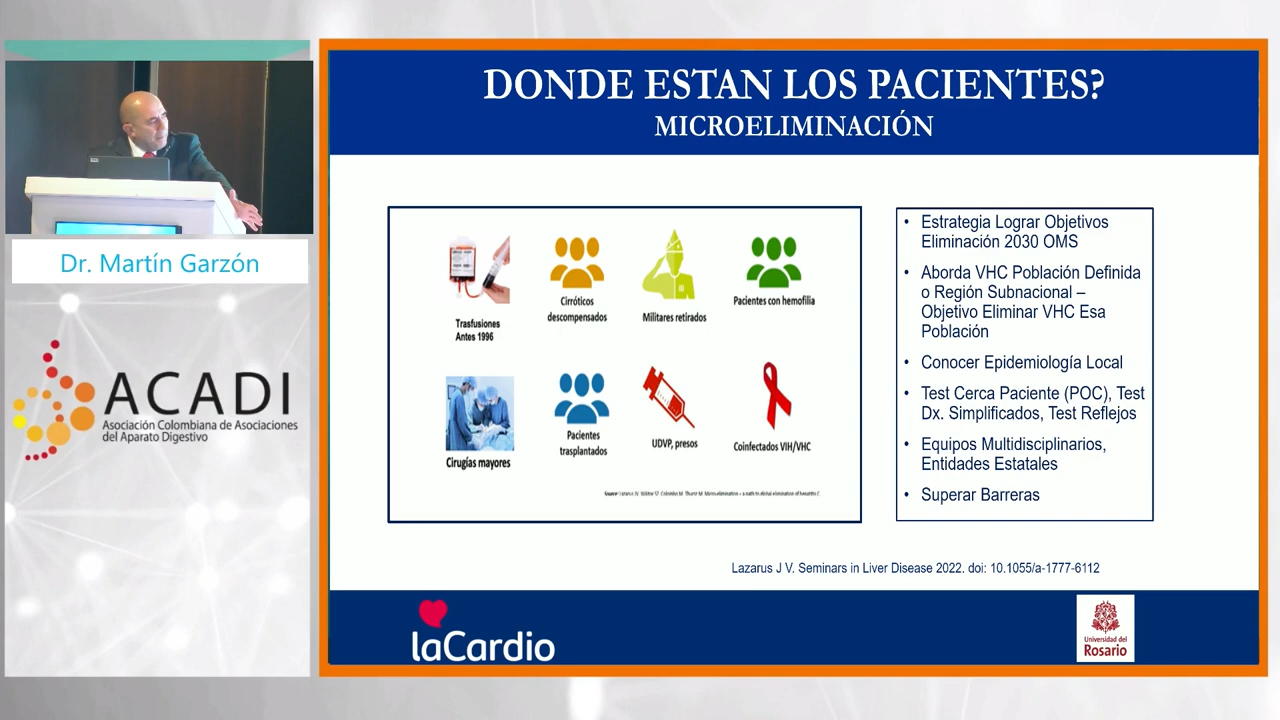 DONDE ESTAN LOS PACIENTES?
MICROELIMINACIÓN
Dr. Martín Garzón
ACADI
Asociación Colombiana de Asociaciones
del Aparato Digestivo
Trasfusiones
Antes 1996
Cirróticos
descompensados
Militares retirados
Pacientes con hemofilia
Cirugías mayores
Pacientes
trasplantados
UDVP, presos
Coinfectados VIH/VHC
• Estrategia Lograr Objetivos
Eliminación 2030 OMS
• Aborda VHC Población Definida
o Región Subnacional –
Objetivo Eliminar VHC Esa
Población
• Conocer Epidemiología Local
• Test Cerca Paciente (POC), Test
Dx. Simplificados, Test Reflejos
• Equipos Multidisciplinarios,
Entidades Estatales
• Superar Barreras
Lazarus J V. Seminars in Liver Disease 2022. doi: 10.1055/a-1777-6112
laCardio
Universidad del
Rosario